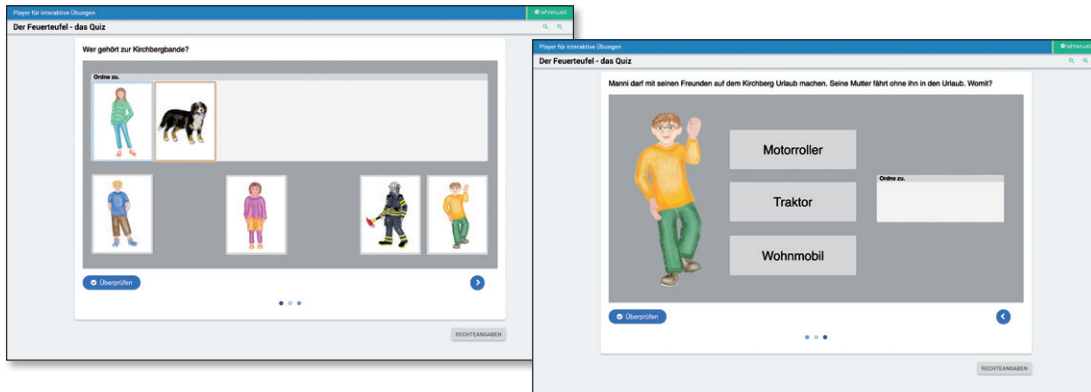 Player für interaktive Übungen
Der Feuerteufel - das Quiz
Wer gehört zur Kirchbergbande?
Ordne zu.
Überprüfen
RECHTEANGABEN
Player für interaktive Übungen
Der Feuerteufel - das Quiz
Manni darf mit seinen Freunden auf dem Kirchberg Urlaub machen. Seine Mutter fährt ohne ihn in den Urlaub. Womit?
Motorroller
Traktor
Wohnmobil
Ordne zu.
Überprüfen
RECHTEANGABEN